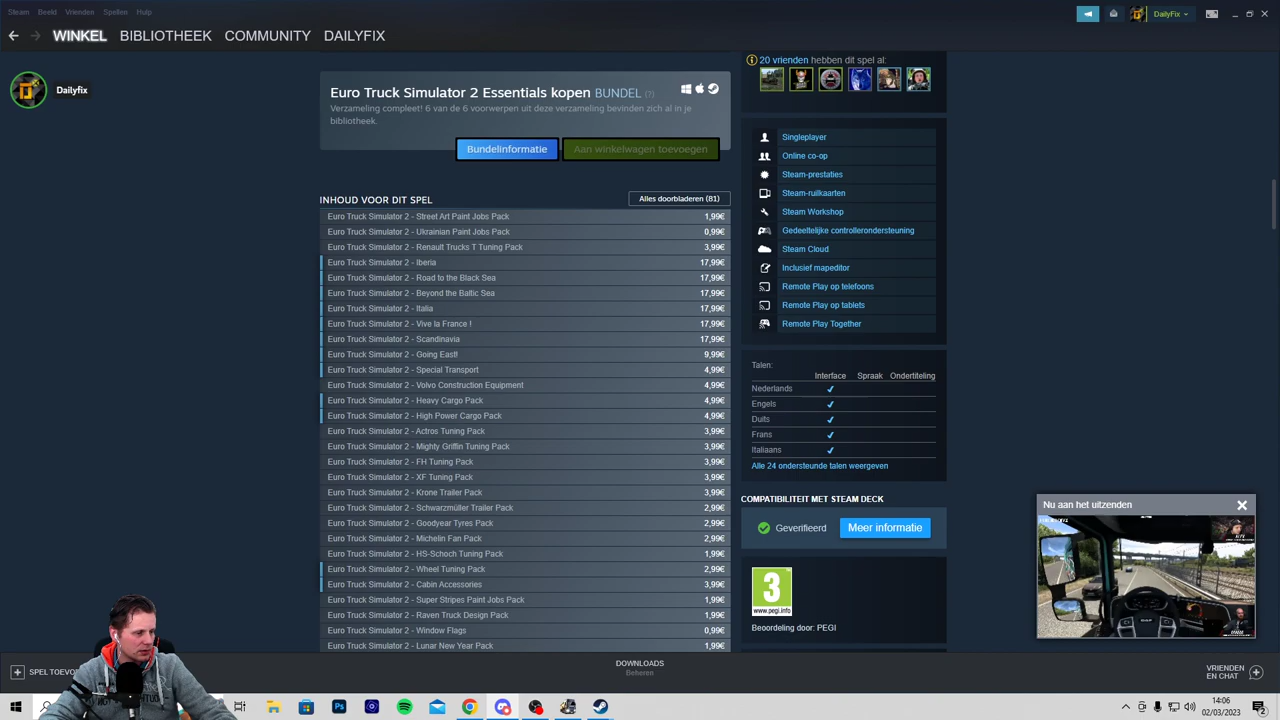 Steam Beeld Vrienden Spellen Hulp
DailyFix
WINKEL BIBLIOTHEEK COMMUNITY DAILYFIX
Dailyfix
Euro Truck Simulator 2 Essentials kopen BUNDEL (?)
Verzameling compleet! 6 van de 6 voorwerpen uit deze verzameling bevinden zich al in je
bibliotheek.
Bundelinformatie Aan winkelwagen toevoegen
INHOUD VOOR DIT SPEL Alles doorbladeren (81)
Euro Truck Simulator 2 - Street Art Paint Jobs Pack 1,99€
Euro Truck Simulator 2 - Ukrainian Paint Jobs Pack 0,99€
Euro Truck Simulator 2 - Renault Trucks T Tuning Pack 3,99€
Euro Truck Simulator 2 - Iberia 17,99€
Euro Truck Simulator 2 - Road to the Black Sea 17,99€
Euro Truck Simulator 2 - Beyond the Baltic Sea 17,99€
Euro Truck Simulator 2 - Italia 17,99€
Euro Truck Simulator 2 - Vive la France ! 17,99€
Euro Truck Simulator 2 - Scandinavia 17,99€
Euro Truck Simulator 2 - Going East! 9,99€
Euro Truck Simulator 2 - Special Transport 4,99€
Euro Truck Simulator 2 - Volvo Construction Equipment 4,99€
Euro Truck Simulator 2 - Heavy Cargo Pack 4,99€
Euro Truck Simulator 2 - High Power Cargo Pack 4,99€
Euro Truck Simulator 2 - Actros Tuning Pack 3,99€
Euro Truck Simulator 2 - Mighty Griffin Tuning Pack 3,99€
Euro Truck Simulator 2 - FH Tuning Pack 3,99€
Euro Truck Simulator 2 - XF Tuning Pack 3,99€
Euro Truck Simulator 2 - Krone Trailer Pack 3,99€
Euro Truck Simulator 2 - Schwarzmüller Trailer Pack 2,99€
Euro Truck Simulator 2 - Goodyear Tyres Pack 2,99€
Euro Truck Simulator 2 - Michelin Fan Pack 2,99€
Euro Truck Simulator 2 - HS-Schoch Tuning Pack 1,99€
Euro Truck Simulator 2 - Wheel Tuning Pack 2,99€
Euro Truck Simulator 2 - Cabin Accessories 3,99€
Euro Truck Simulator 2 - Super Stripes Paint Jobs Pack 1,99€
Euro Truck Simulator 2 - Raven Truck Design Pack 1,99€
Euro Truck Simulator 2 - Window Flags 0,99€
Euro Truck Simulator 2 - Lunar New Year Pack 1,99€
20 vrienden hebben dit spel al:
Singleplayer
Online co-op
Steam-prestaties
Steam-ruilkaarten
Steam Workshop
Gedeeltelijke controllerondersteuning
Steam Cloud
Inclusief mapeditor
Remote Play op telefoons
Remote Play op tablets
Remote Play Together
Talen:
Interface Spraak Ondertiteling
Nederlands
Engels
Duits
Frans
Italiaans
Alle 24 ondersteunde talen weergeven
COMPATIBILITEIT MET STEAM DECK
Geverifieerd Meer informatie
3
www.pegi.info
Beoordeling door: PEGI
Nu aan het uitzenden
SPEL TOEVO
DOWNLOADS
Beheren
VRIENDEN
EN CHAT
14:06
02/03/2023
2